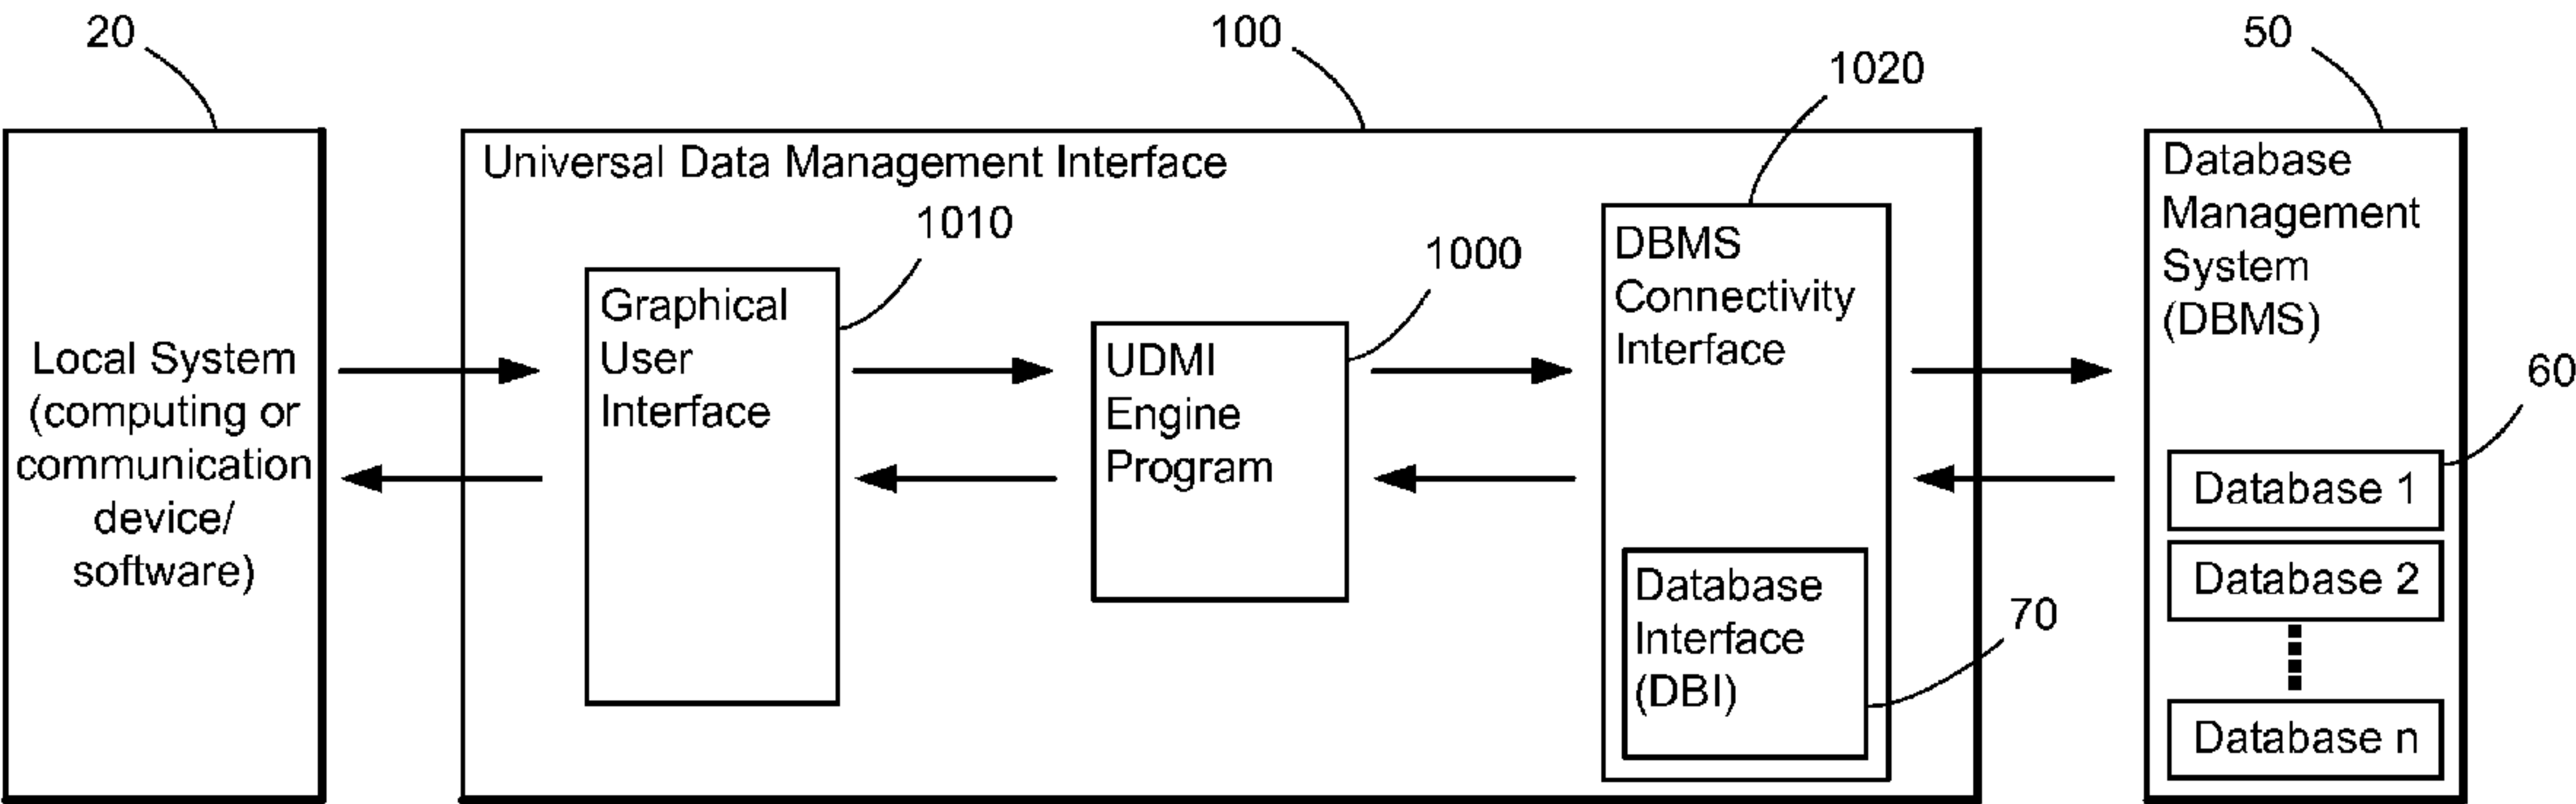 20
100
1020
50
Local System
(computing or
communication
device/
software)
Universal Data Management Interface
1010
Graphical
User
Interface
1000
UDMI
Engine
Program
DBMS
Connectivity
Interface
Database
Interface
(DBI)
70
Database
Management
System
(DBMS)
60
Database 1
Database 2
Database n